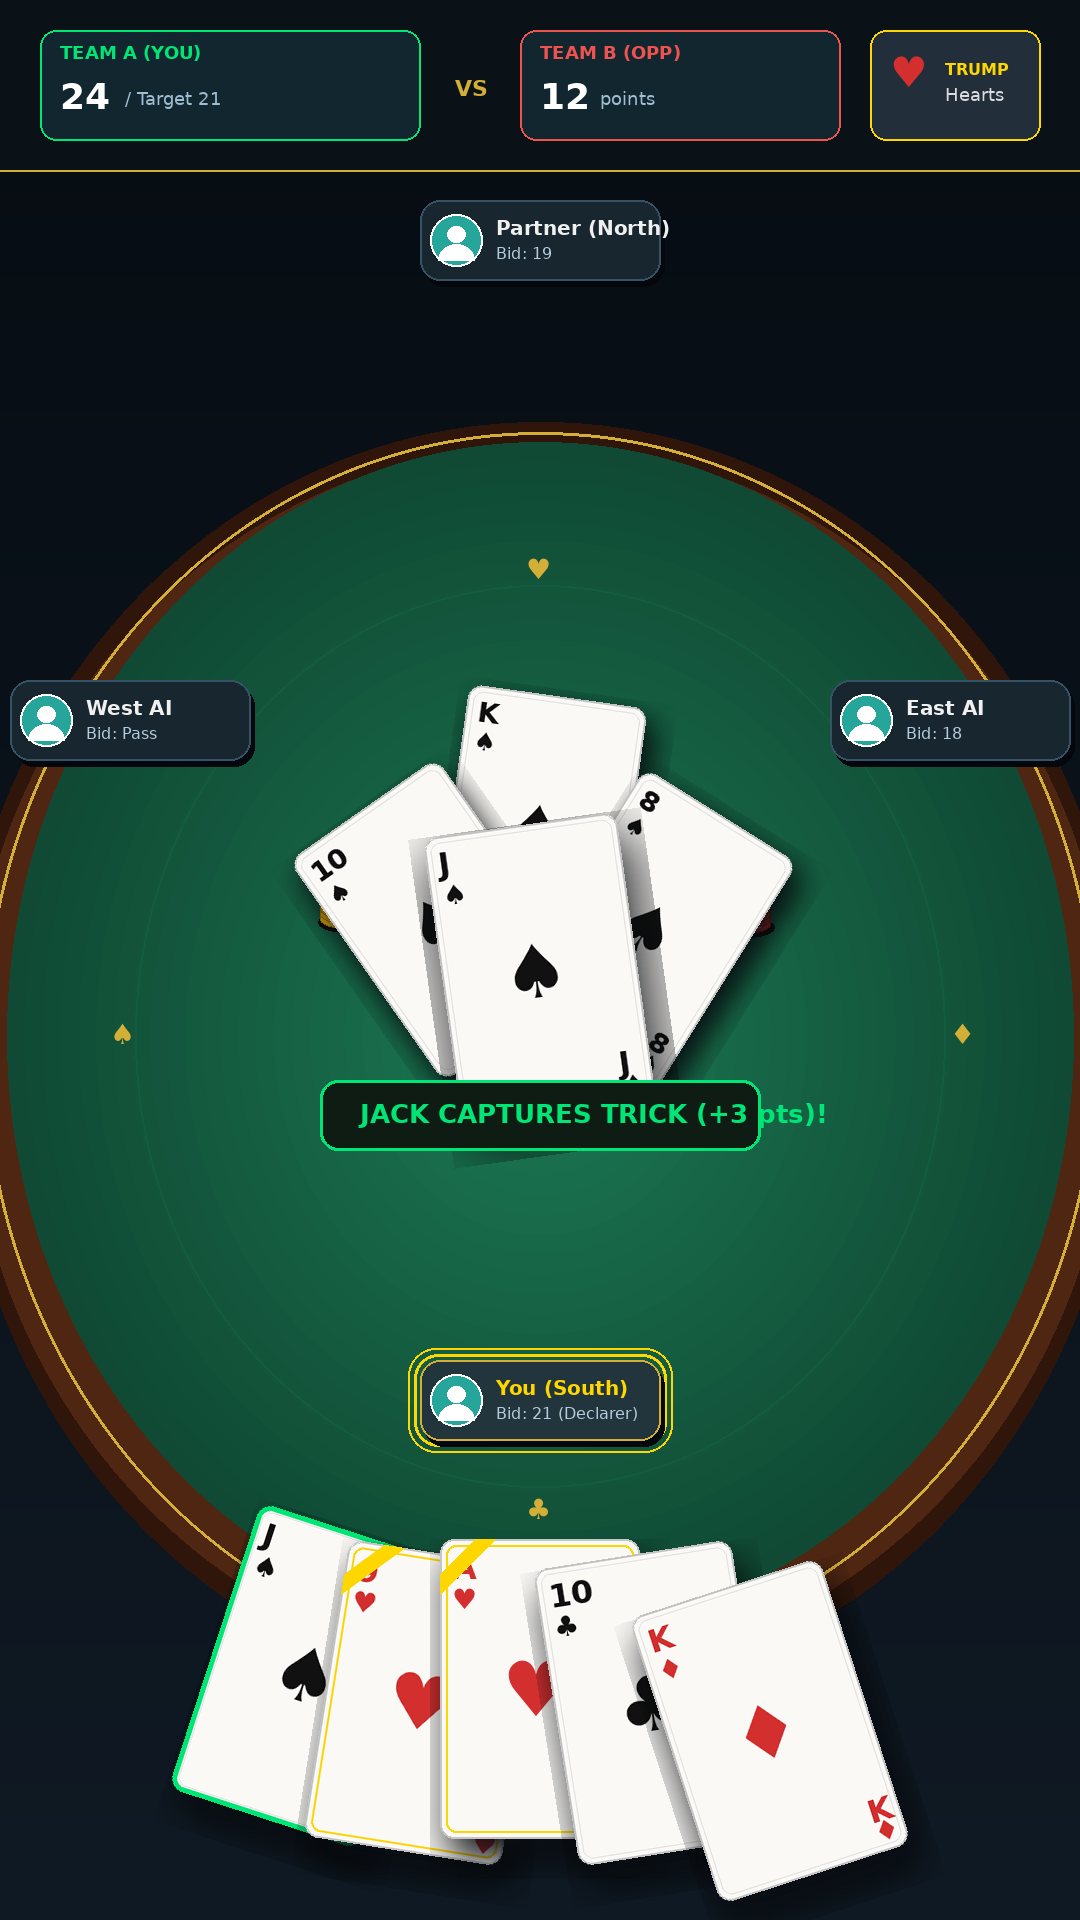 TEAM A (YOU)
24 / Target 21
VS
TEAM B (OPP)
12 points
♥ TRUMP
Hearts
Partner (North)
Bid: 19
West AI
Bid: Pass
East AI
Bid: 18
K
8
10
J
J
8
JACK CAPTURES TRICK (+3 pts)!
You (South)
Bid: 21 (Declarer)
J
A
10
K
K